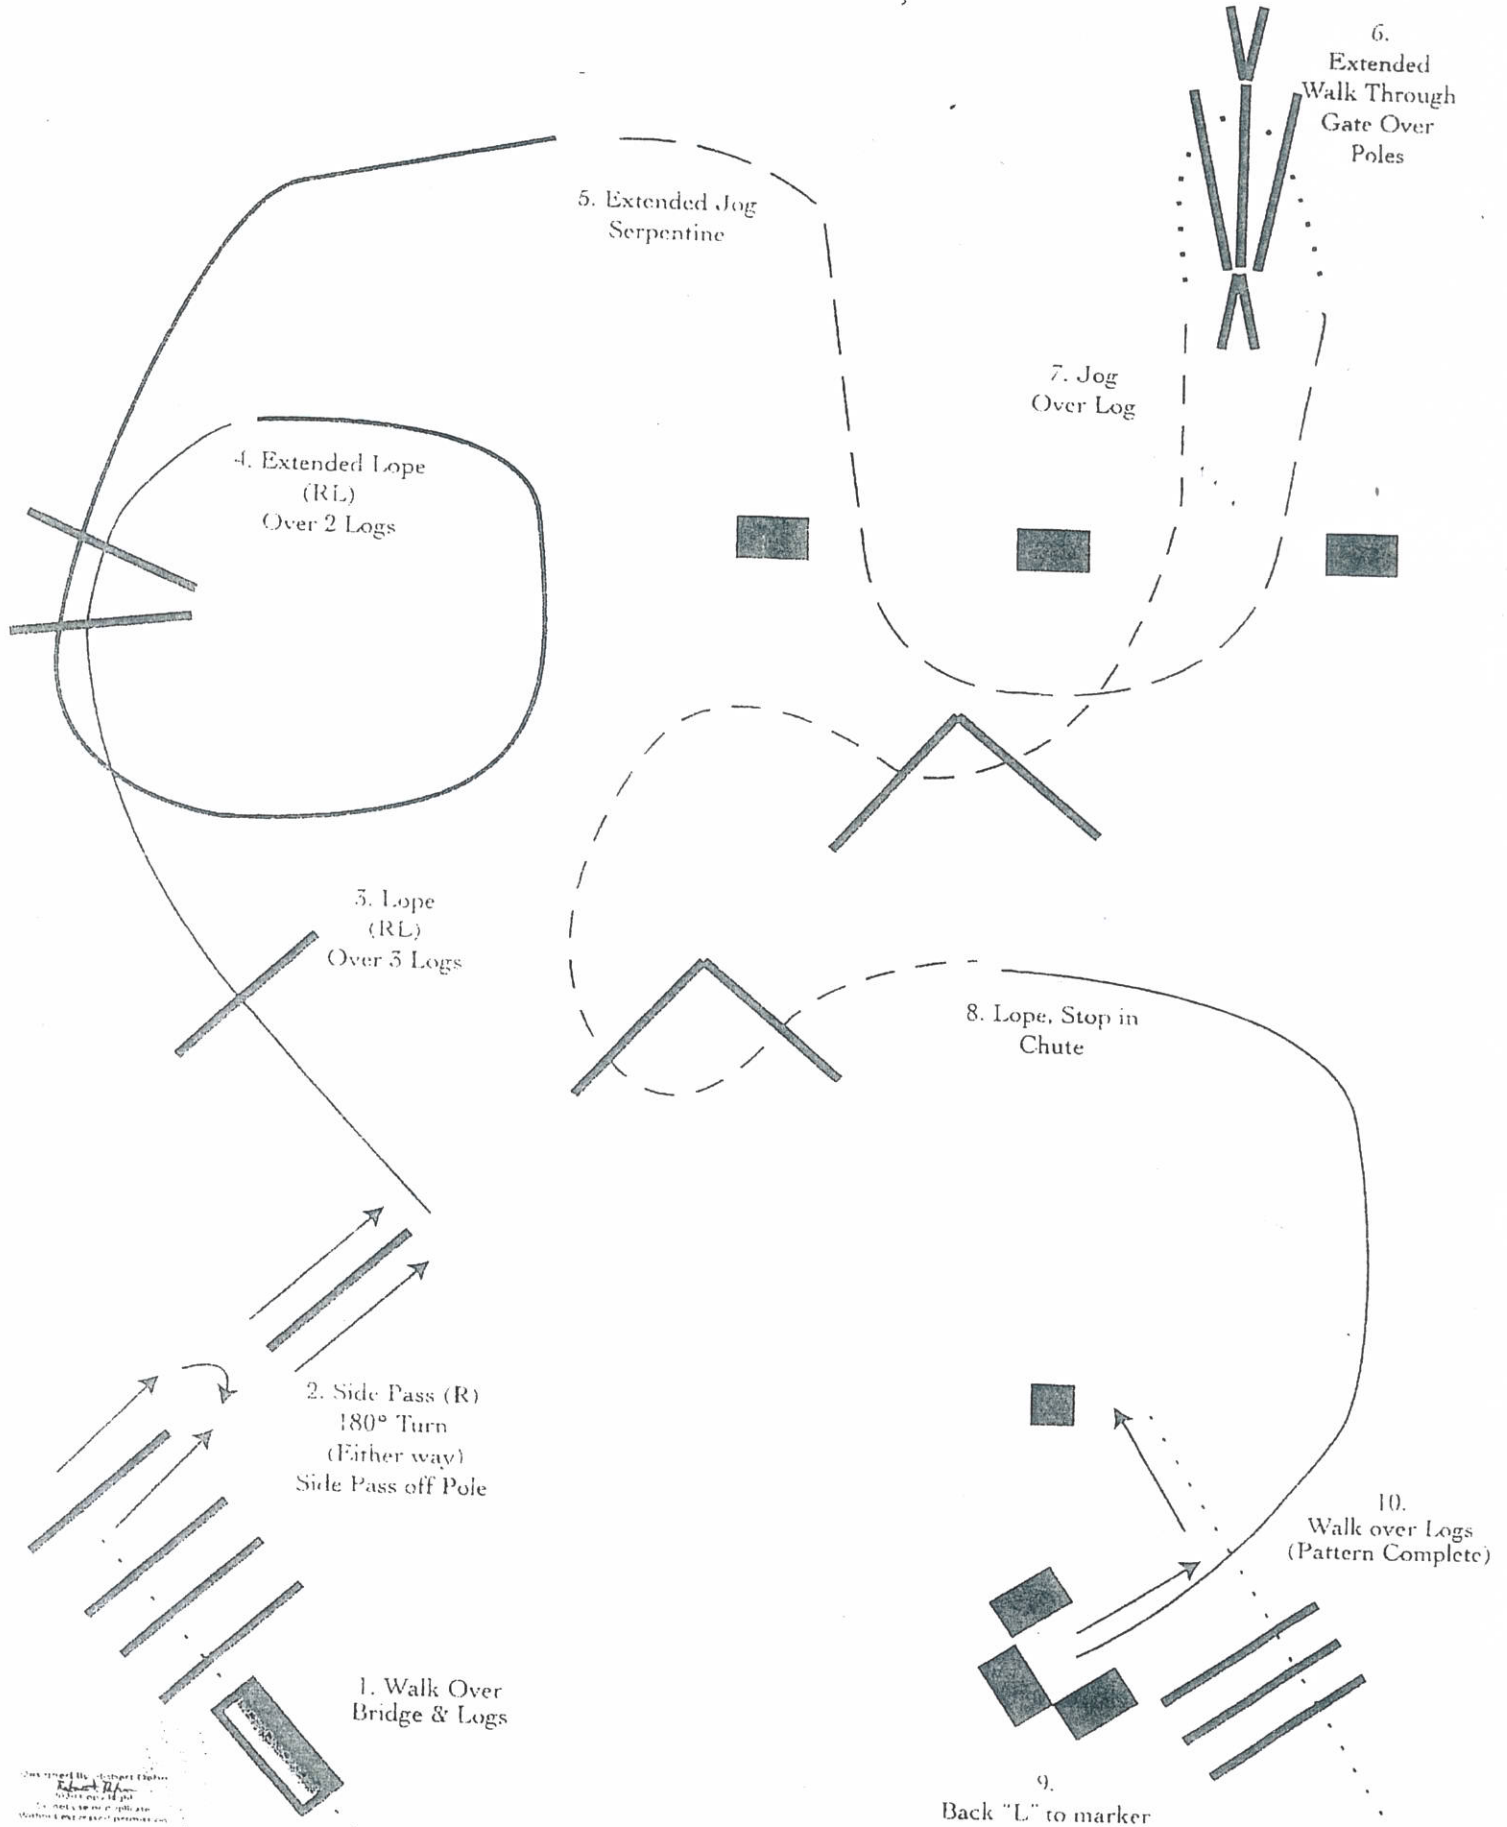 6.
Extended
Walk Through
Gate Over
Poles
5. Extended Jog
Serpentine
7. Jog
Over Log
4. Extended Lope
(RL)
Over 2 Logs
3. Lope
(RL)
Over 3 Logs
8. Lope, Stop in
Chute
2. Side Pass (R)
180° Turn
(Either way)
Side Pass off Pole
10.
Walk over Logs
(Pattern Complete)
1. Walk Over
Bridge & Logs
9.
Back "L" to marker
Designed By